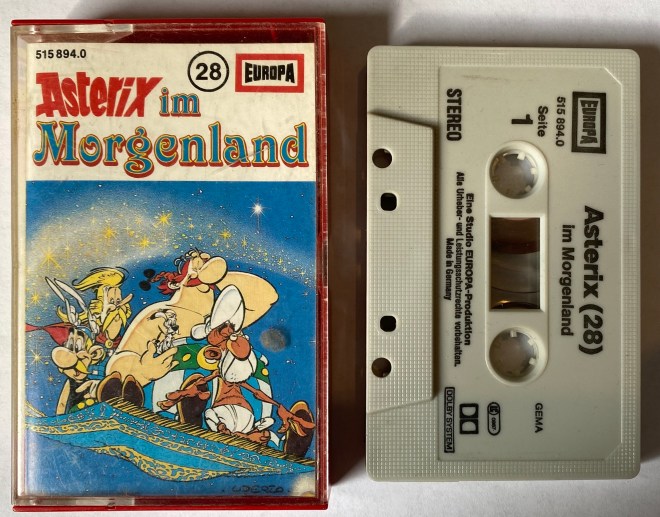 515 894.0
28
EUROPA
Asterix im
Morgenland
UDERZO
EUROPA
515 894.0
Seite
1
STEREO
Asterix (28)
im Morgenland
Eine Studio EUROPA-Produktion
Alle Urheber- und Leistungsschutzrechte vorbehalten.
Made in Germany
GEMA
DOLBY SYSTEM